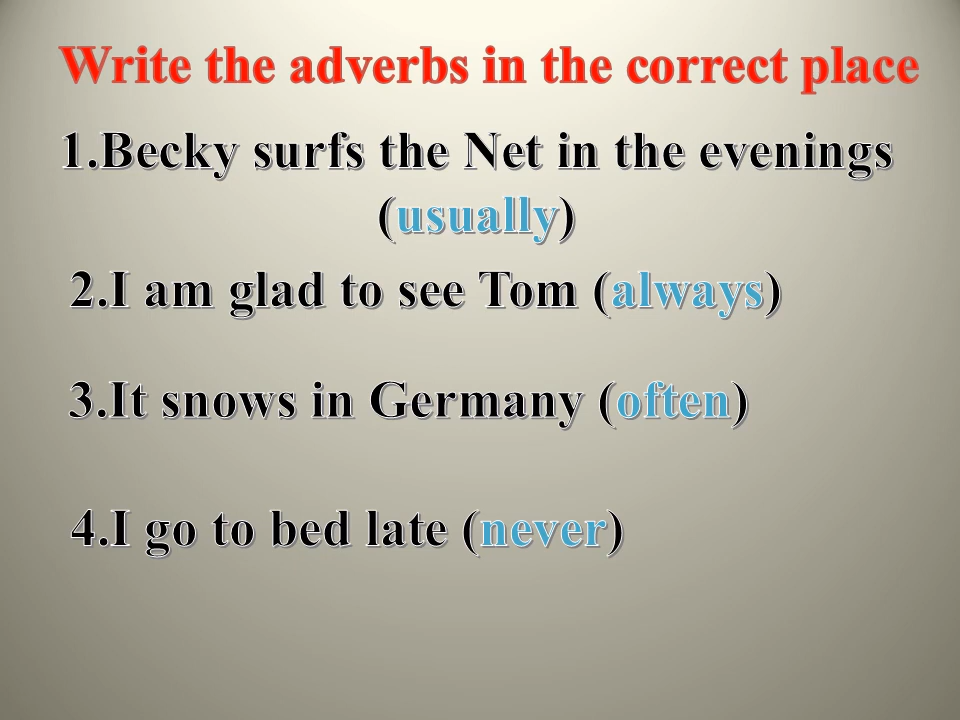 Write the adverbs in the correct place
1.Becky surfs the Net in the evenings
(usually)
2.I am glad to see Tom (always)
3.It snows in Germany (often)
4.I go to bed late (never)